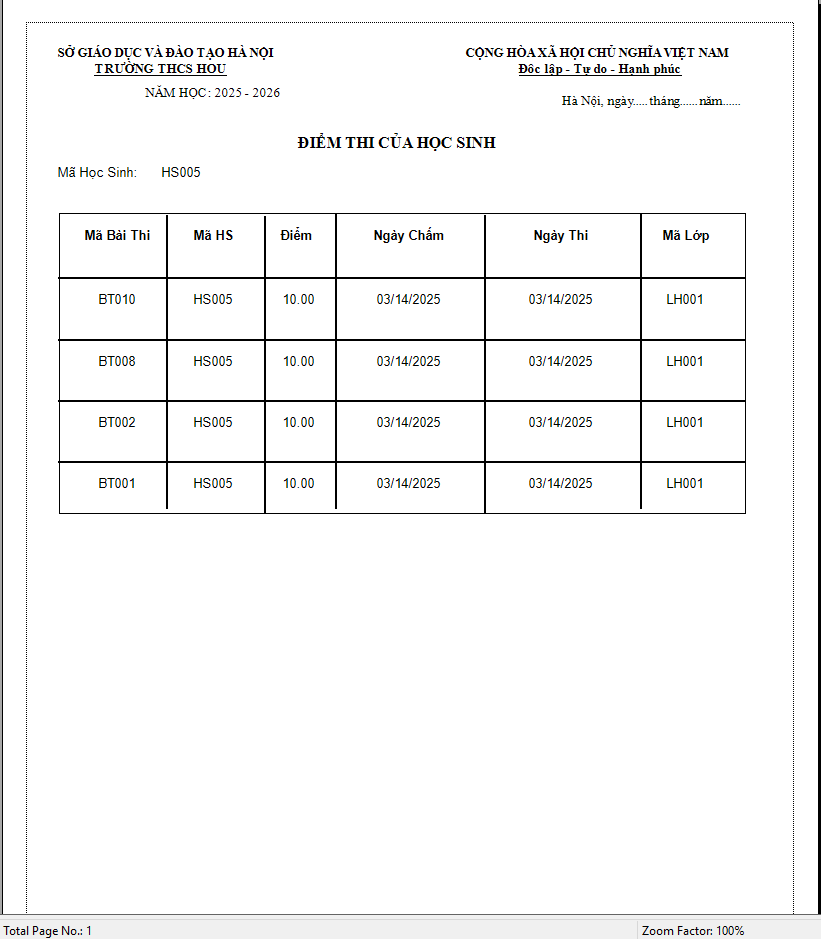 SỞ GIÁO DỤC VÀ ĐÀO TẠO HÀ NỘI
TRƯỜNG THCS HOU
NĂM HỌC: 2025 - 2026
CỘNG HÒA XÃ HỘI CHỦ NGHĨA VIỆT NAM
Độc lập - Tự do - Hạnh phúc
Hà Nội, ngày.....tháng......năm......
ĐIỂM THI CỦA HỌC SINH
Mã Học Sinh: HS005
Mã Bài Thi Mã HS Điểm Ngày Chấm Ngày Thi Mã Lớp
BT010 HS005 10.00 03/14/2025 03/14/2025 LH001
BT008 HS005 10.00 03/14/2025 03/14/2025 LH001
BT002 HS005 10.00 03/14/2025 03/14/2025 LH001
BT001 HS005 10.00 03/14/2025 03/14/2025 LH001
Total Page No.: 1 Zoom Factor: 100%